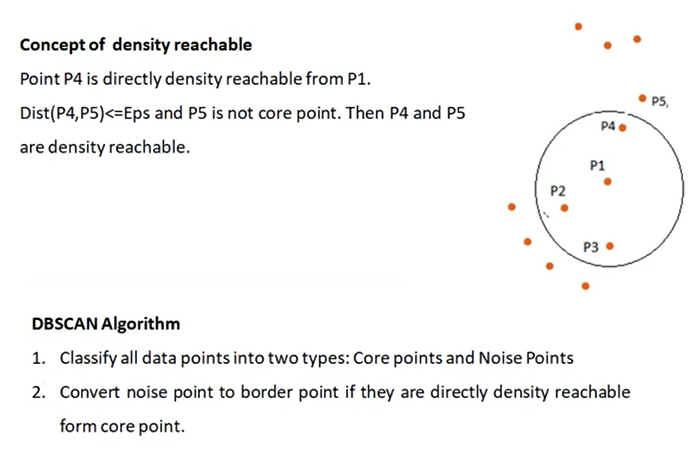 Concept of density reachable
Point P4 is directly density reachable from P1.
Dist(P4,P5)<=Eps and P5 is not core point. Then P4 and P5
are density reachable.
P5,
P4
P1
P2
P3
DBSCAN Algorithm
1. Classify all data points into two types: Core points and Noise Points
2. Convert noise point to border point if they are directly density reachable
form core point.